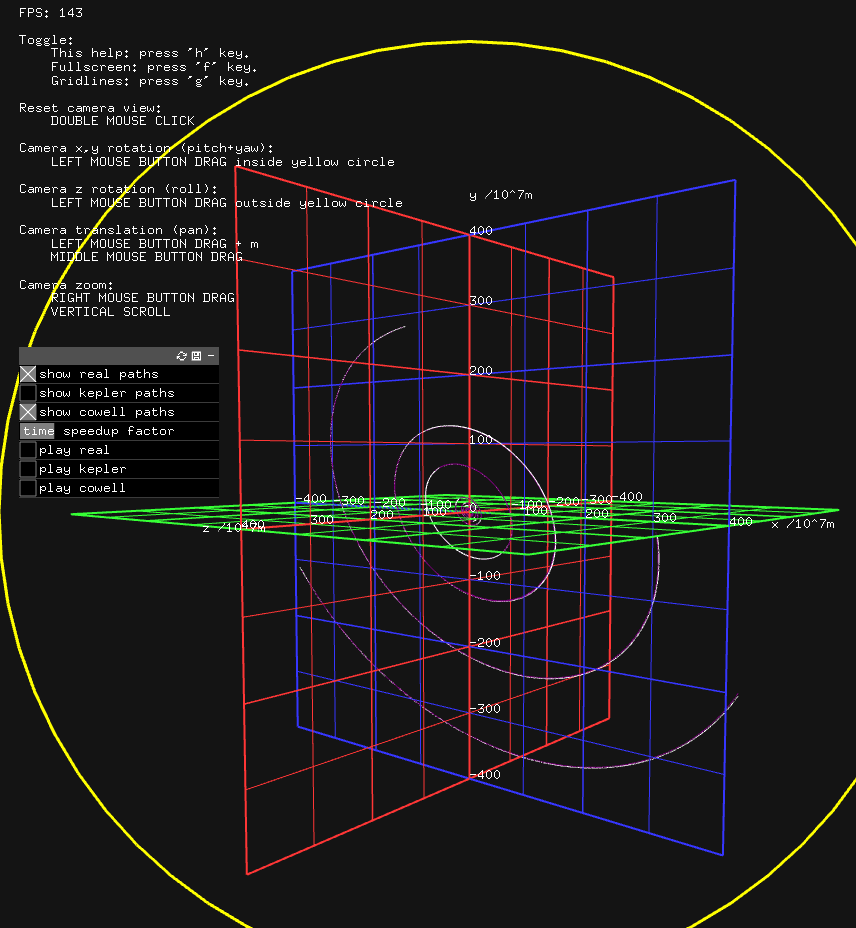 FPS: 143
Toggle:
This help: press 'h' key.
Fullscreen: press 'f' key.
Gridlines: press 'g' key.
Reset camera view:
DOUBLE MOUSE CLICK
Camera x,y rotation (pitch+yaw):
LEFT MOUSE BUTTON DRAG inside yellow circle
Camera z rotation (roll):
LEFT MOUSE BUTTON DRAG outside yellow circle
Camera translation (pan):
LEFT MOUSE BUTTON DRAG + m
MIDDLE MOUSE BUTTON DRAG
Camera zoom:
RIGHT MOUSE BUTTON DRAG
VERTICAL SCROLL
show real paths
show kepler paths
show cowell paths
time speedup factor
play real
play kepler
play cowell
y /10^7m
400
300
200
100
-400 -300 200 100 0 100 -200 -300 -400
z /10^7m 400 300 200 100 100 200 300 400 x /10^7m
-100
-200
-300
-400